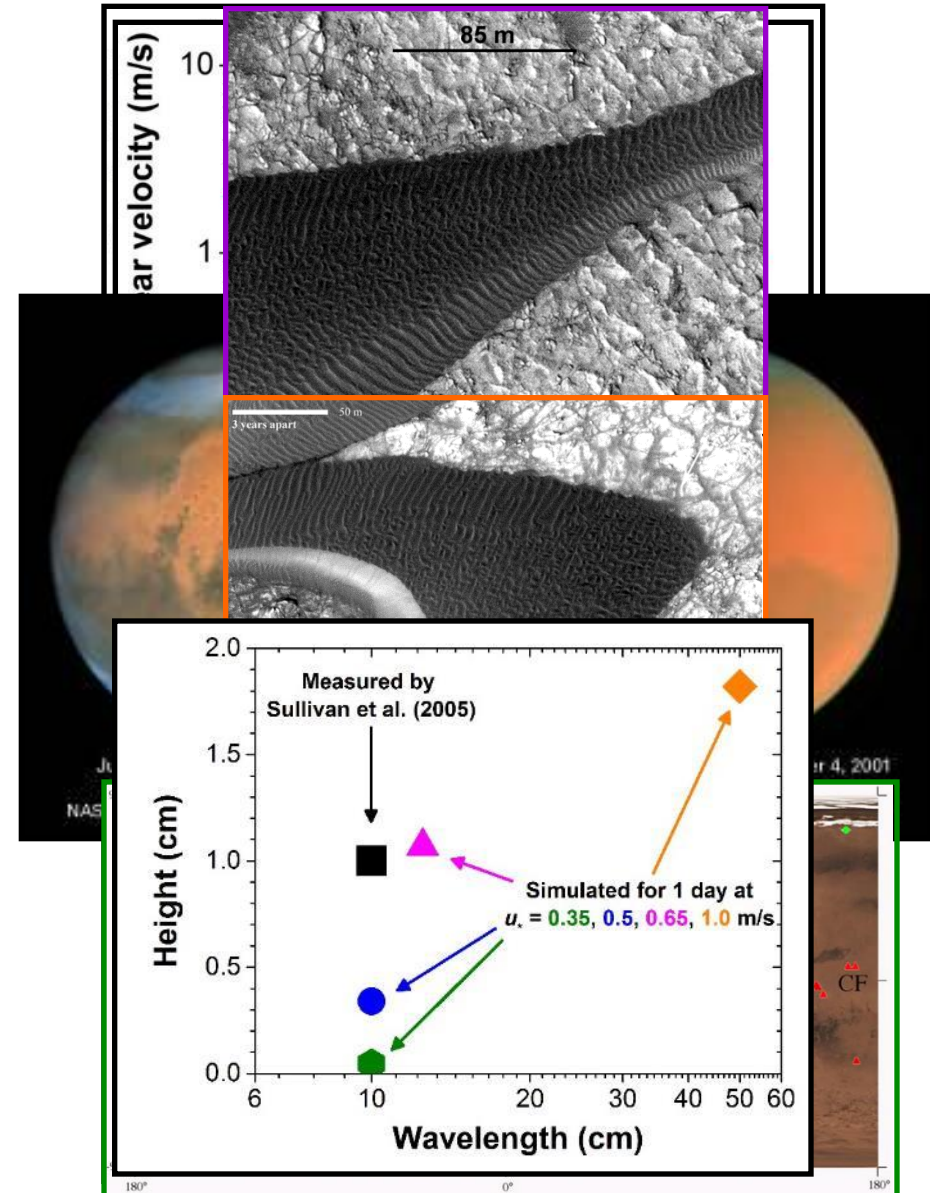 ar velocity (m/s)
10
1
85 m
50 m
3 years apart
Ju
er 4, 2001
NAS
2.0
1.5
1.0
0.5
0.0
Height (cm)
Measured by
Sullivan et al. (2005)
Simulated for 1 day at
u* = 0.35, 0.5, 0.65, 1.0 m/s
6
10
20
30
40
50
60
Wavelength (cm)
CF
180°
0°
180°